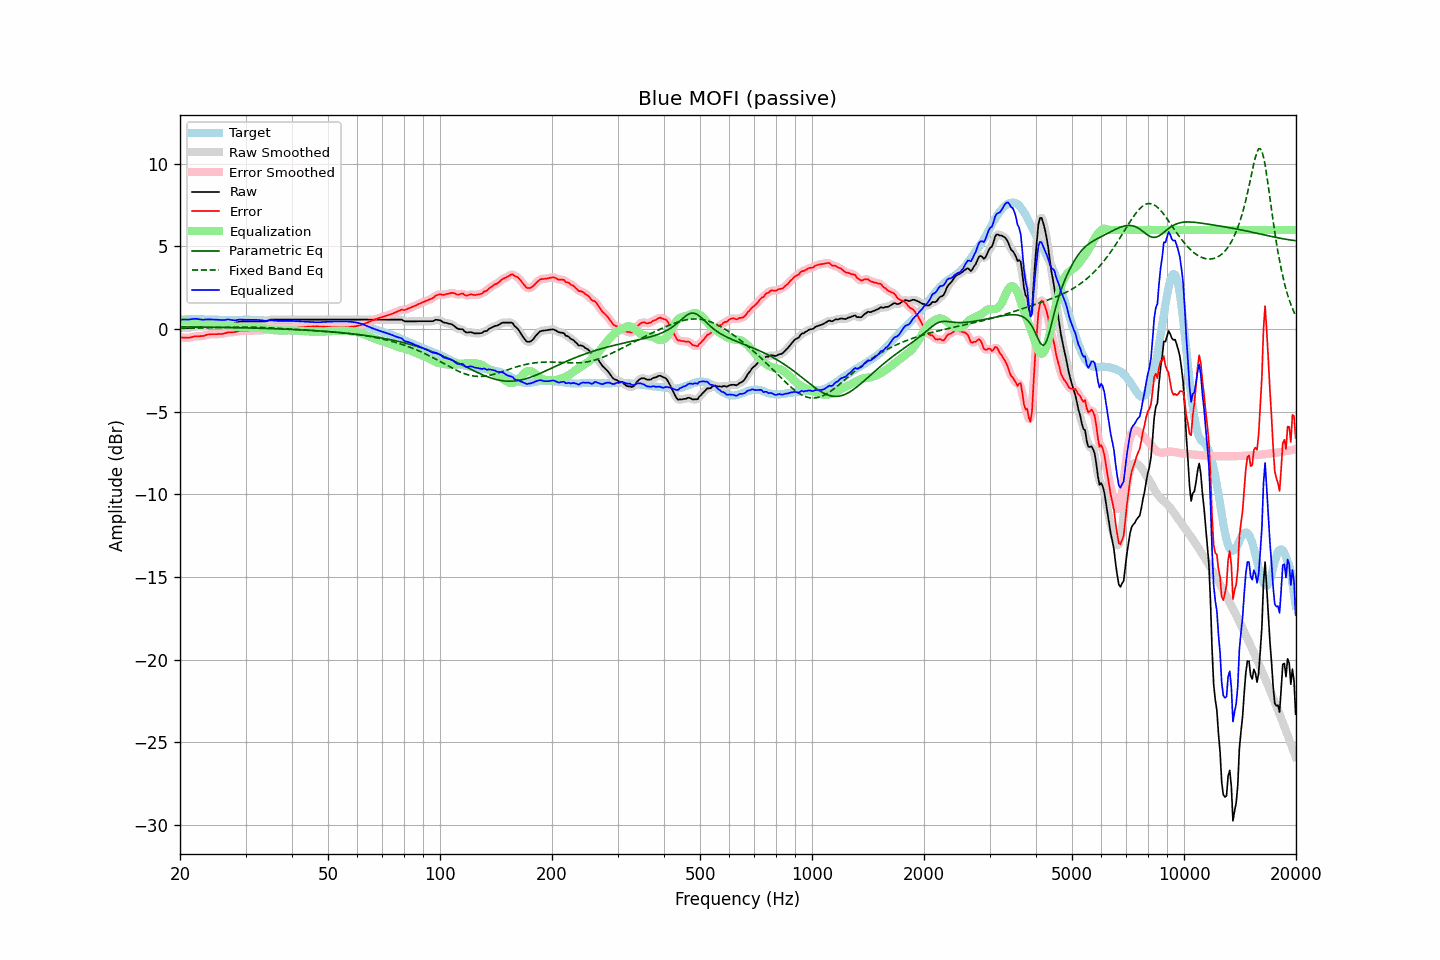 Blue MOFI (passive)
Target
Raw Smoothed
Error Smoothed
Raw
Error
Equalization
Parametric Eq
Fixed Band Eq
Equalized
10
5
0
−5
−10
−15
−20
−25
−30
Amplitude (dBr)
20
50
100
200
500
1000
2000
5000
10000
20000
Frequency (Hz)